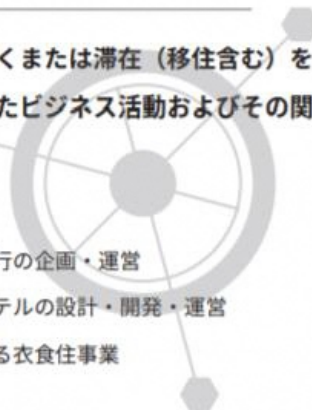 くまたは滞在（移住含む）を
たビジネス活動およびその関
行の企画・運営
テルの設計・開発・運営
る衣食住事業